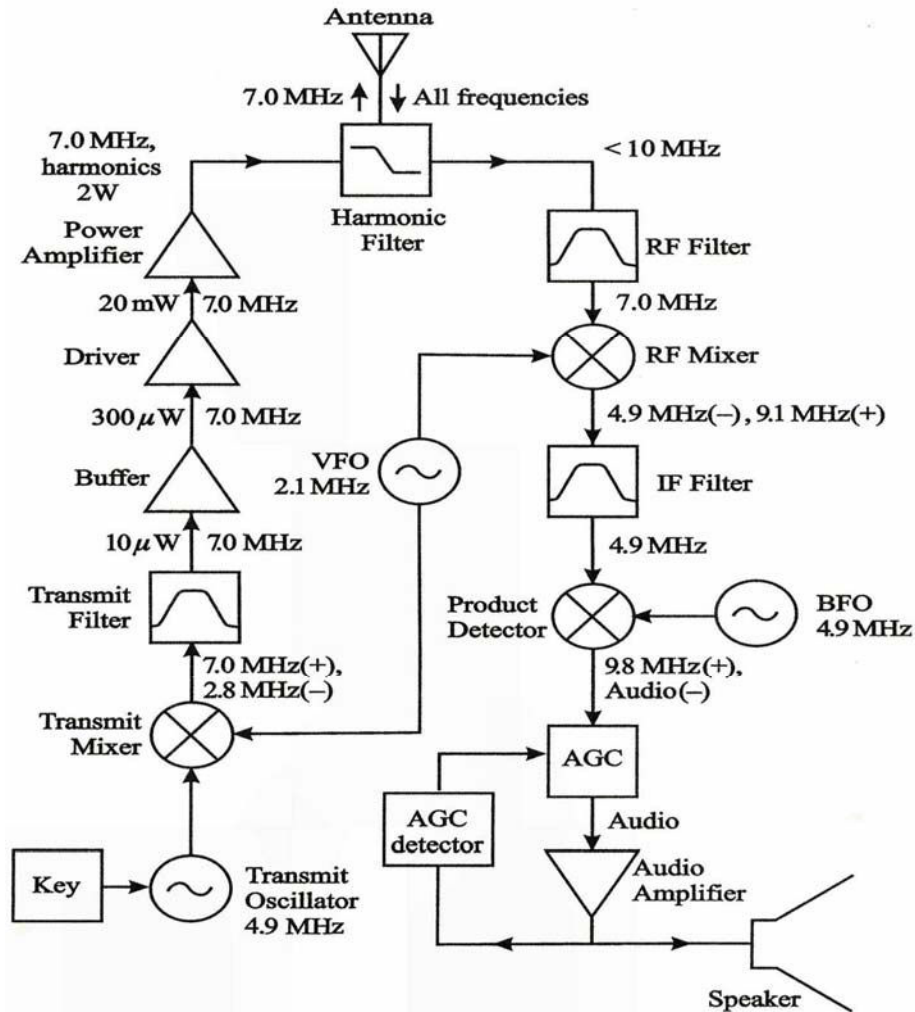 Antenna
7.0 MHz
All frequencies
7.0 MHz,
harmonics
2W
< 10 MHz
Harmonic
Filter
Power
Amplifier
RF Filter
20 mW
7.0 MHz
7.0 MHz
Driver
RF Mixer
300 μW
7.0 MHz
4.9 MHz(–), 9.1 MHz(+)
VFO
2.1 MHz
Buffer
IF Filter
10 μW
7.0 MHz
4.9 MHz
Transmit
Filter
Product
Detector
BFO
4.9 MHz
7.0 MHz(+),
2.8 MHz(–)
9.8 MHz(+),
Audio(–)
Transmit
Mixer
AGC
AGC
detector
Audio
Key
Transmit
Oscillator
4.9 MHz
Audio
Amplifier
Speaker